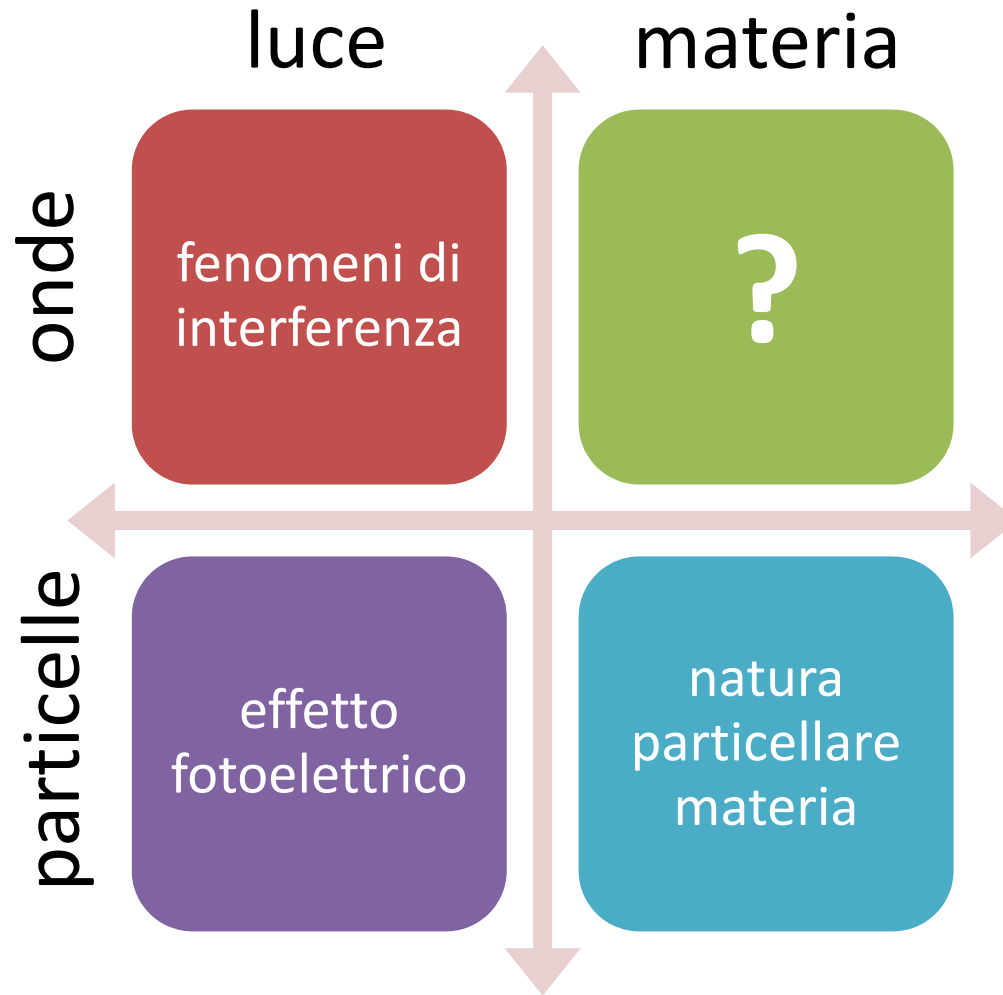 luce
materia
onde
fenomeni di
interferenza
?
particelle
effetto
fotoelettrico
natura
particellare
materia